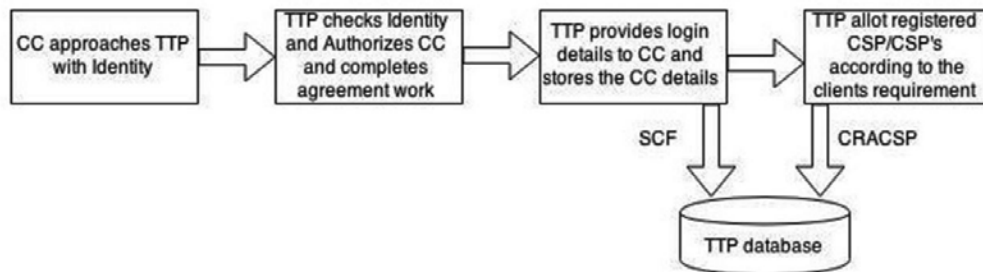 CC approaches TTP
with Identity
TTP checks Identity
and Authorizes CC
and completes
agreement work
TTP provides login
details to CC and
stores the CC details
TTP allot registered
CSP/CSP's
according to the
clients requirement
SCF
CRACSP
TTP database